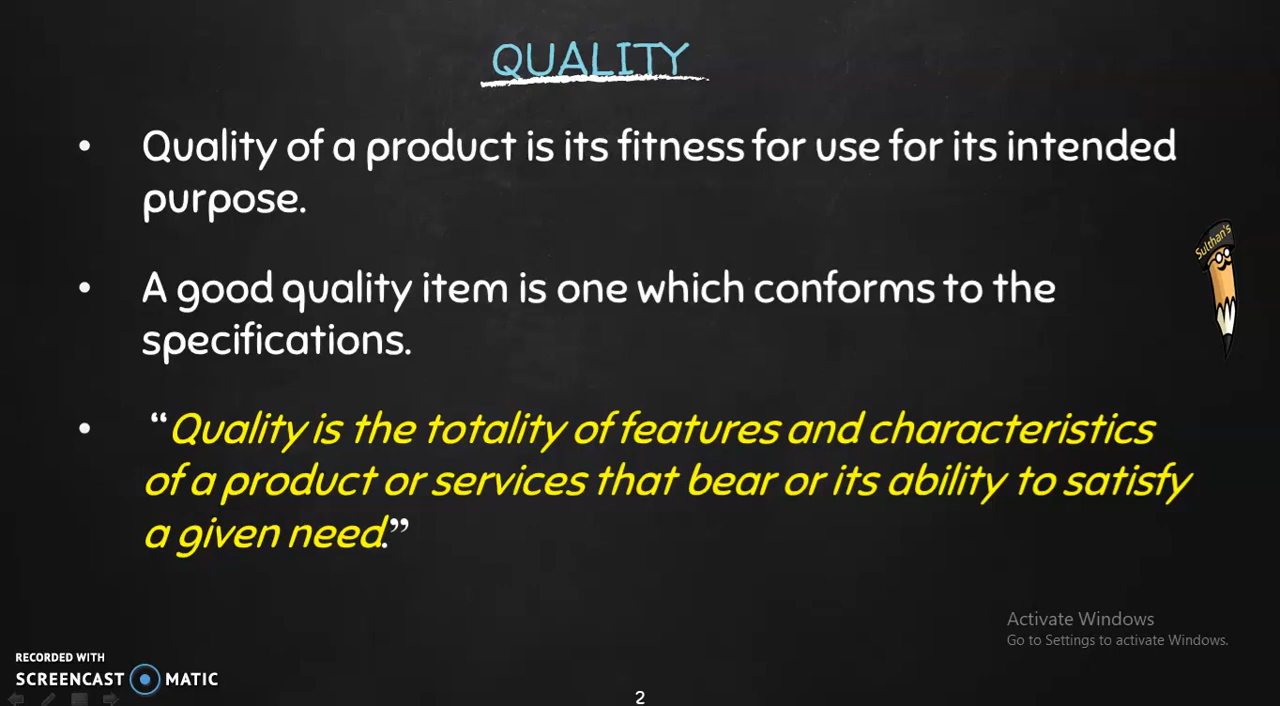 QUALITY
• Quality of a product is its fitness for use for its intended
purpose.
• A good quality item is one which conforms to the
specifications.
• “Quality is the totality of features and characteristics
of a product or services that bear or its ability to satisfy
a given need.”
Sulthan's
Activate Windows
Go to Settings to activate Windows.
RECORDED WITH
SCREENCAST MATIC
2